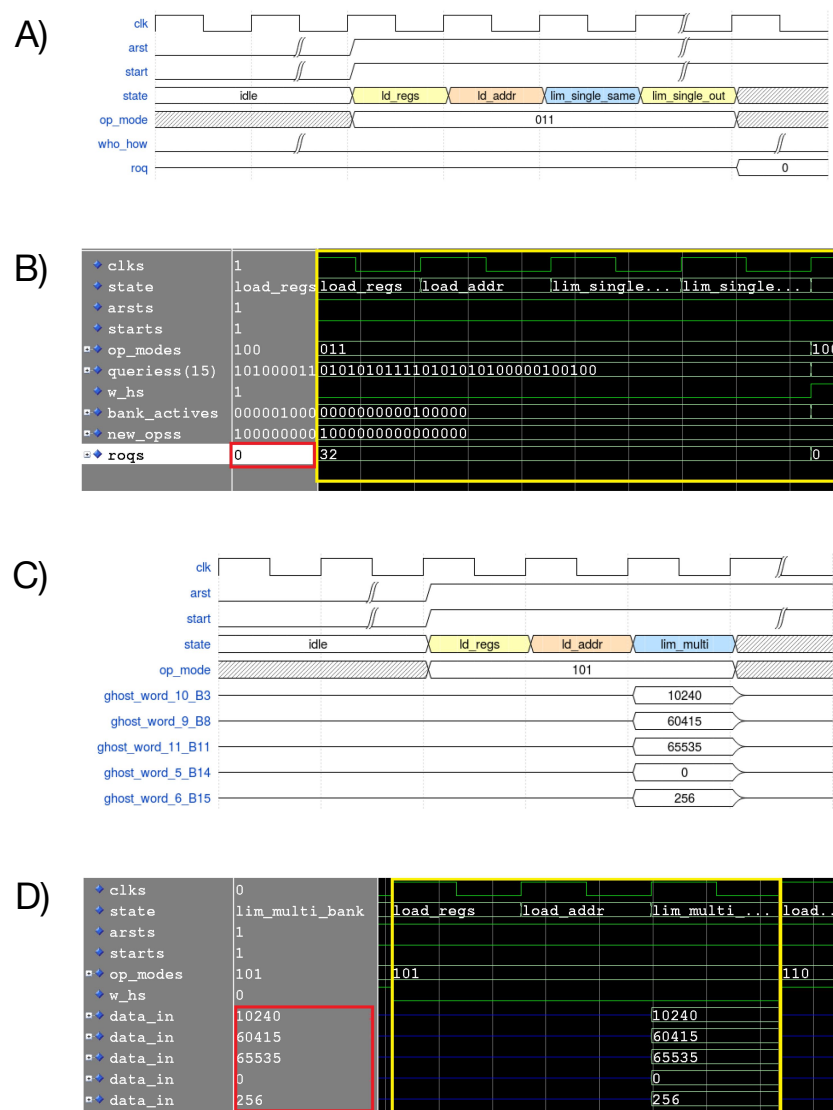 A)
clk
arst
start
state idle ld_regs ld_addr lim_single_same lim_single_out
op_mode 011
who_how
roq 0
B)
clks 1
state load_regs load_regs load_addr lim_single... lim_single...
arsts 1
starts 1
op_modes 100 011 100
queriess(15) 101000011 0101010101111010101010100000100100
w_hs 1
bank_actives 000001000 0000000000100000
new_opss 100000000 1000000000000000
roqs 0 32 0
C)
clk
arst
start
state idle ld_regs ld_addr lim_multi
op_mode 101
ghost_word_10_B3 10240
ghost_word_9_B8 60415
ghost_word_11_B11 65535
ghost_word_5_B14 0
ghost_word_6_B15 256
D)
clks 0
state lim_multi_bank load_regs load_addr lim_multi_... load..
arsts 1
starts 1
op_modes 101 101 110
w_hs 0
data_in 10240 10240
data_in 60415 60415
data_in 65535 65535
data_in 0 0
data_in 256 256